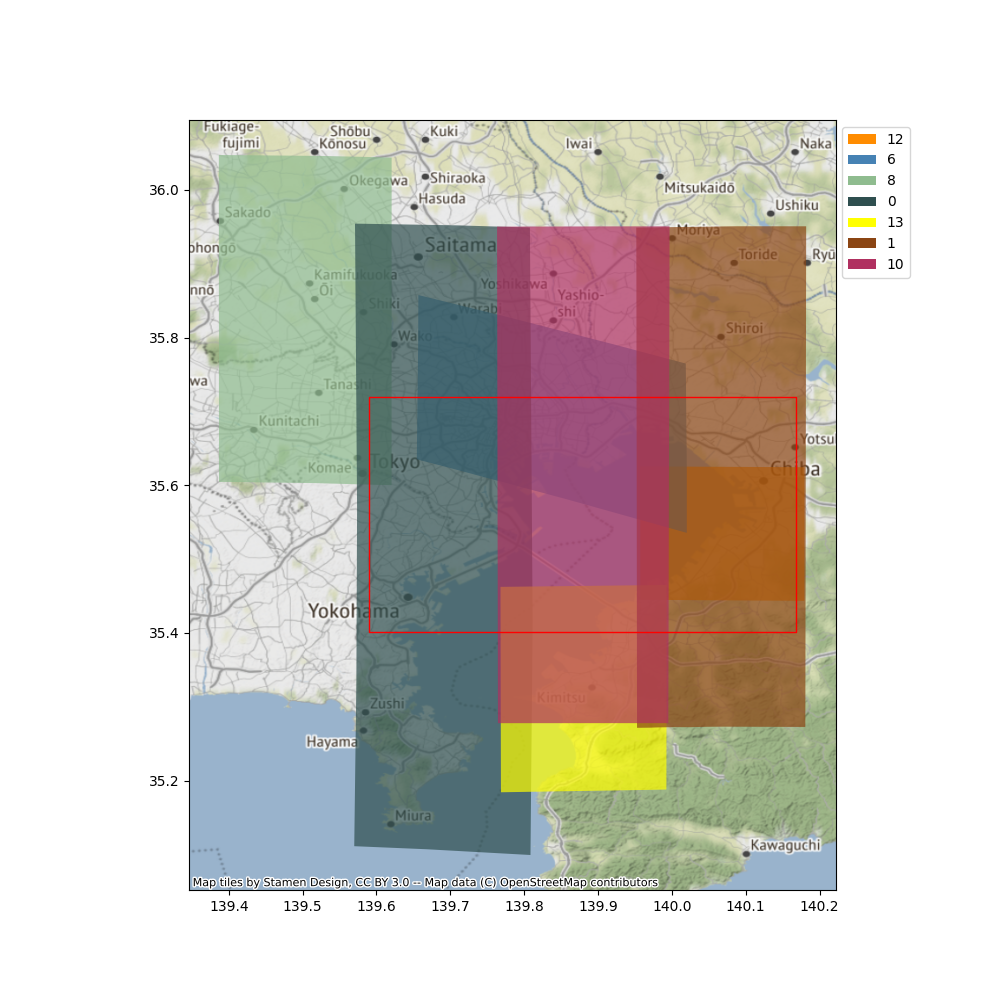 Fukiage-
fujimi
Shōbu
Kōnosu
Kuki
Iwai
Naka
Okegawa
Shiraoka
Hasuda
Mitsukaidō
Ushiku
Sakado
ohongō
Saitama
Moriya
Toride
Ryū
nnō
Kamifukuoka
Ōi
Yoshikawa
Yashio-
shi
Shiki
Warab
Wakō
Shiroi
wa
Tanashi
Kunitachi
Komae
Tokyo
Yotsu
Chiba
Yokohama
Kimitsu
Zushi
Hayama
Miura
Kawaguchi
Map tiles by Stamen Design, CC BY 3.0 -- Map data (C) OpenStreetMap contributors
36.0
35.8
35.6
35.4
35.2
139.4 139.5 139.6 139.7 139.8 139.9 140.0 140.1 140.2
12
6
8
0
13
1
10